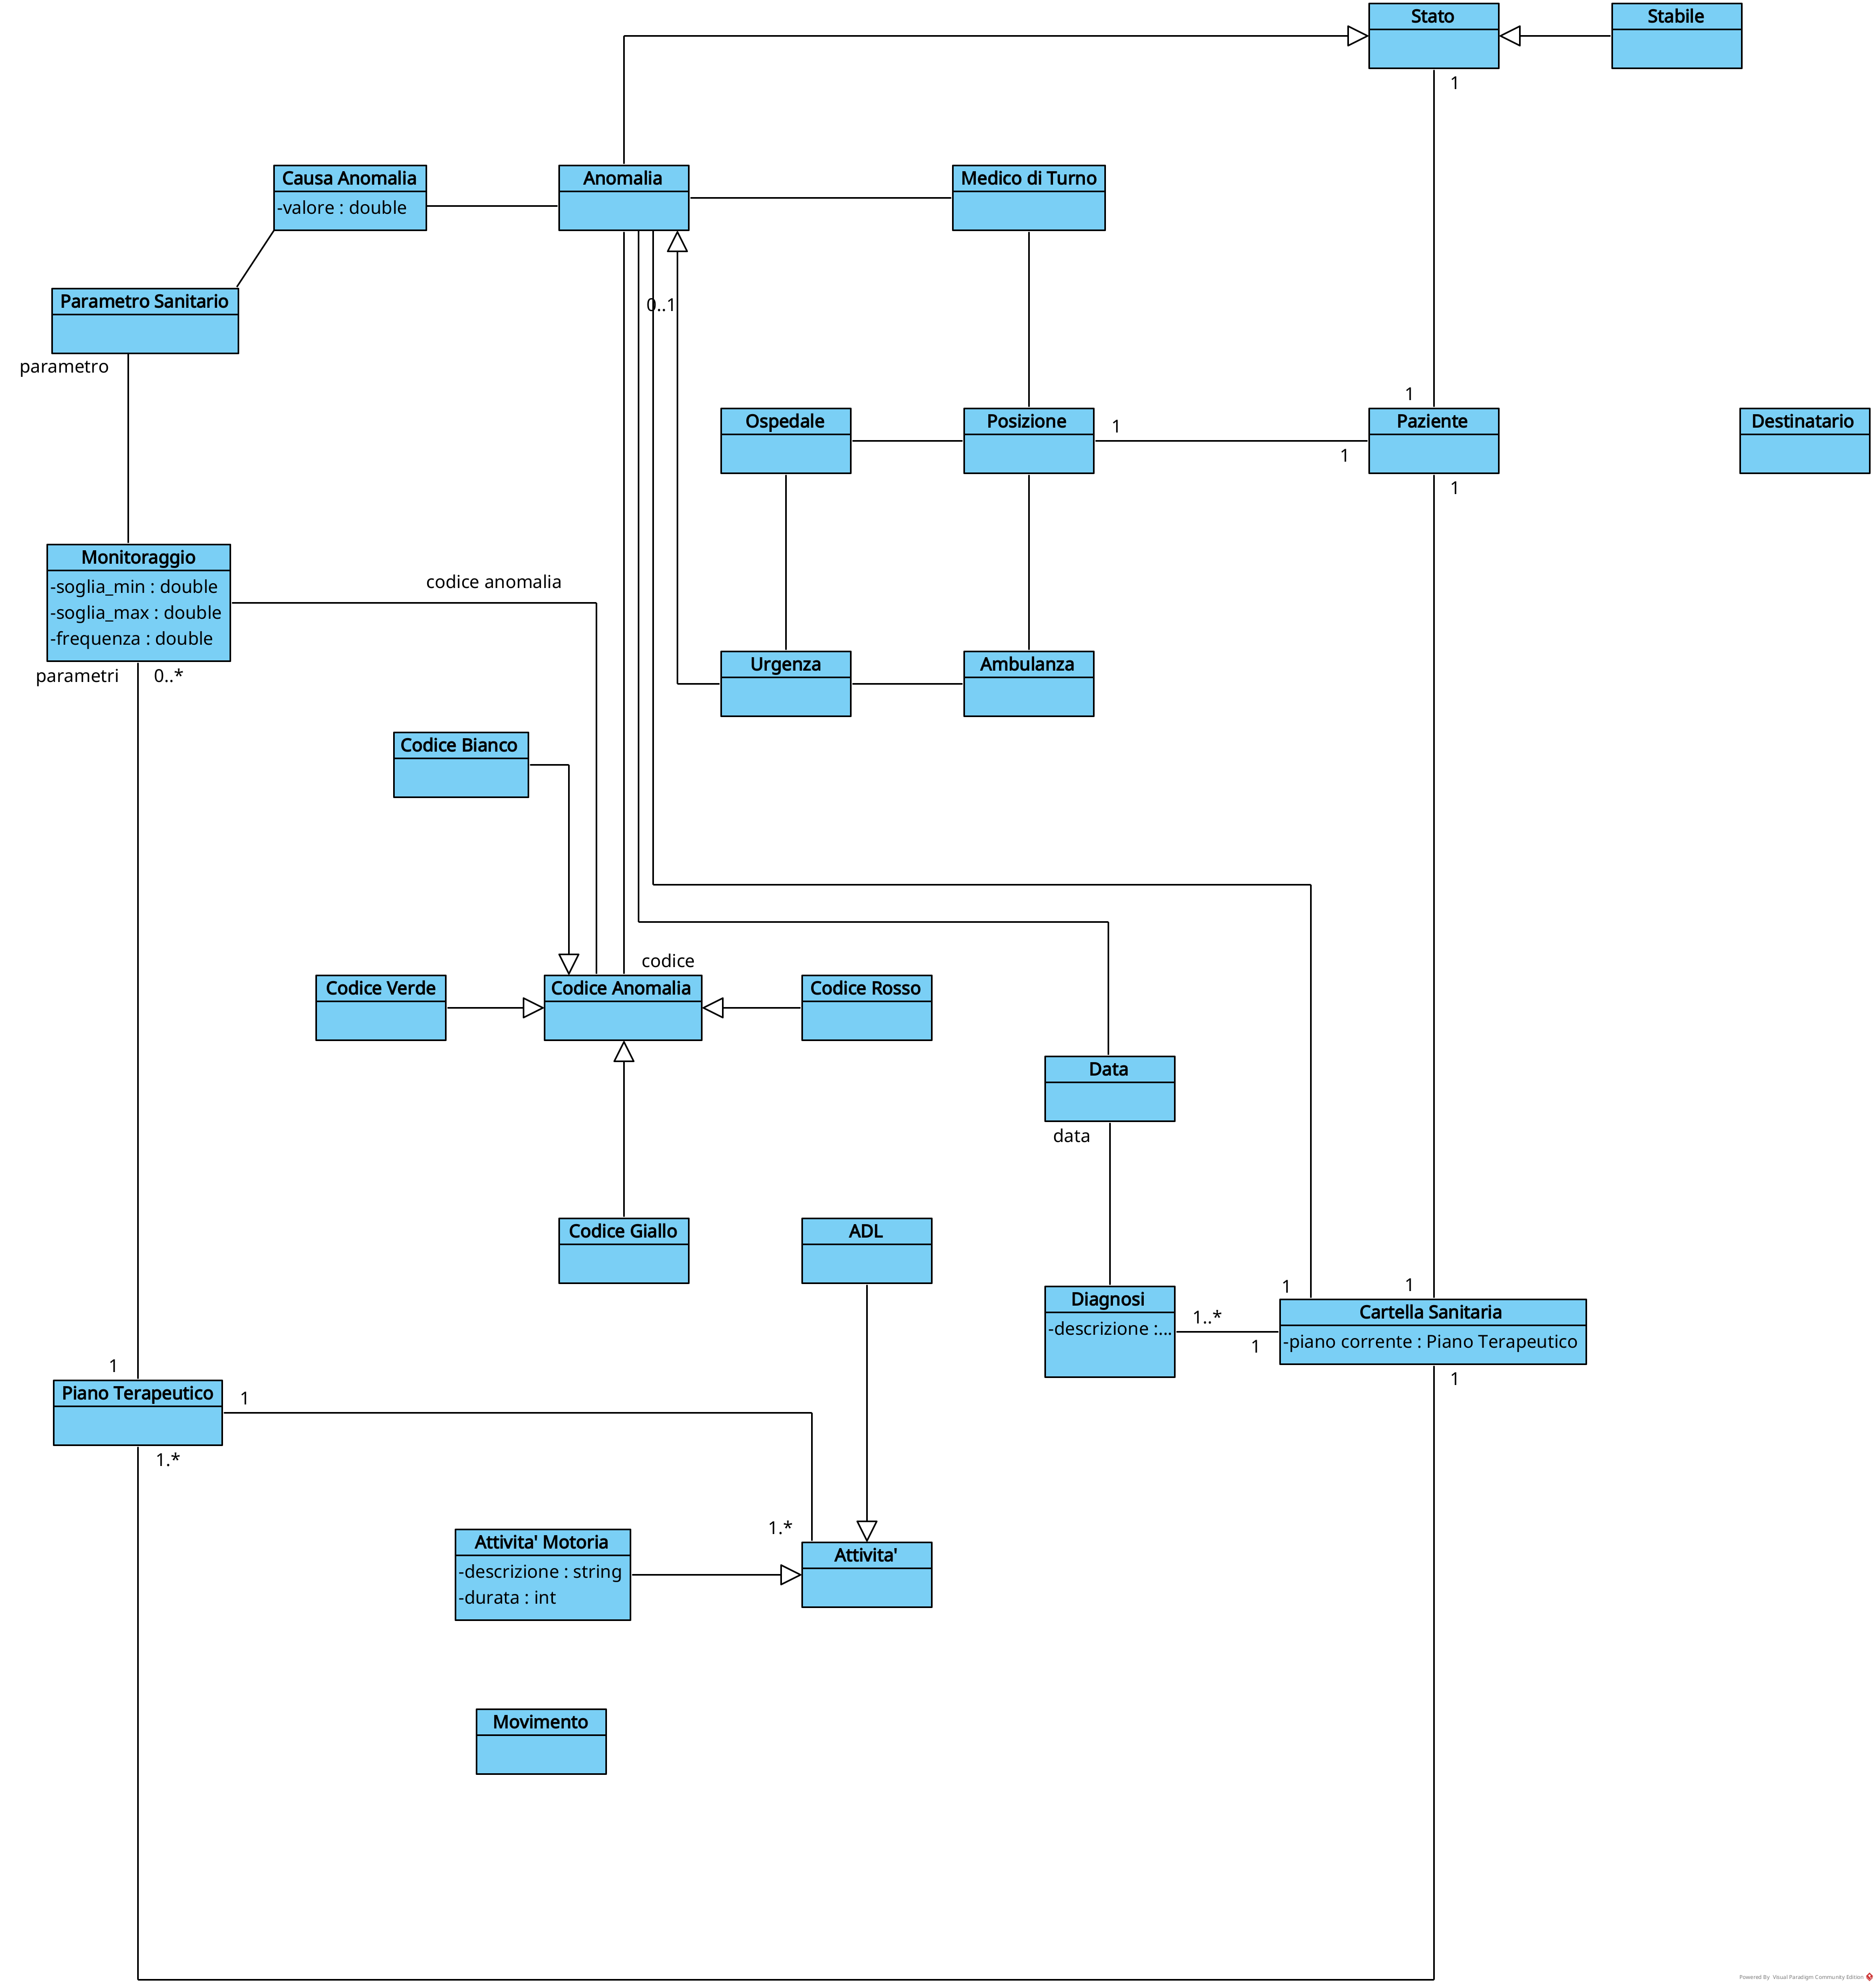 Stato
Stabile
1
Causa Anomalia
-valore : double
Anomalia
Medico di Turno
Parametro Sanitario
0..1
parametro
1
Ospedale
Posizione
1
1
Paziente
1
Destinatario
Monitoraggio
-soglia_min : double
-soglia_max : double
-frequenza : double
codice anomalia
parametri
0..*
Urgenza
Ambulanza
Codice Bianco
codice
Codice Verde
Codice Anomalia
Codice Rosso
Data
data
Codice Giallo
ADL
Diagnosi
-descrizione :...
1..*
1
1
1
Cartella Sanitaria
-piano corrente : Piano Terapeutico
1
1
Piano Terapeutico
1
1.*
1.*
Attivita' Motoria
-descrizione : string
-durata : int
Attivita'
Movimento
Powered By Visual Paradigm Community Edition